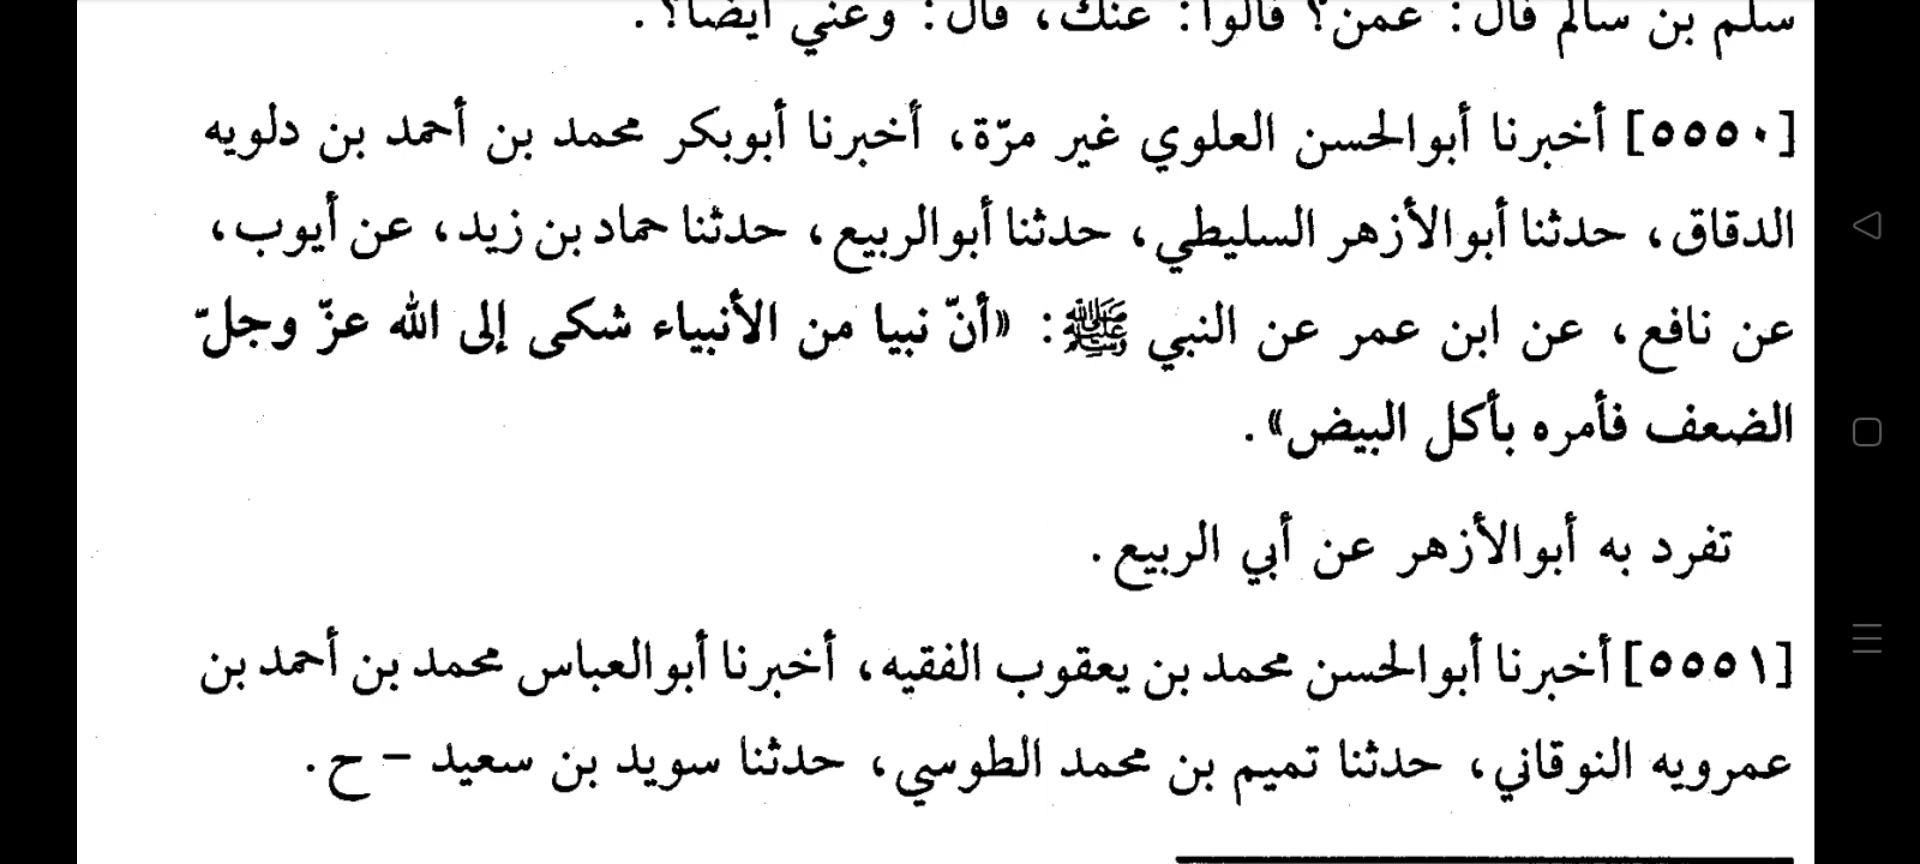 سلم بن سالم قال: عمن؟ قالوا: عنك، قال: وعني أيضا؟.
[٥٥٥٠] أخبرنا أبوالحسن العلوي غير مرّة، أخبرنا أبوبكر محمد بن أحمد بن دلويه
الدقاق، حدثنا أبوالأزهر السليطي، حدثنا أبوالربيع، حدثنا حماد بن زيد، عن أيوب،
عن نافع، عن ابن عمر عن النبي ﷺ: «أنّ نبيا من الأنبياء شكى إلى الله عزّ وجلّ
الضعف فأمره بأكل البيض».
تفرد به أبوالأزهر عن أبي الربيع.
[٥٥٥١] أخبرنا أبوالحسن محمد بن يعقوب الفقيه، أخبرنا أبوالعباس محمد بن أحمد بن
عمرويه النوقاني، حدثنا تميم بن محمد الطوسي، حدثنا سويد بن سعيد – ح.